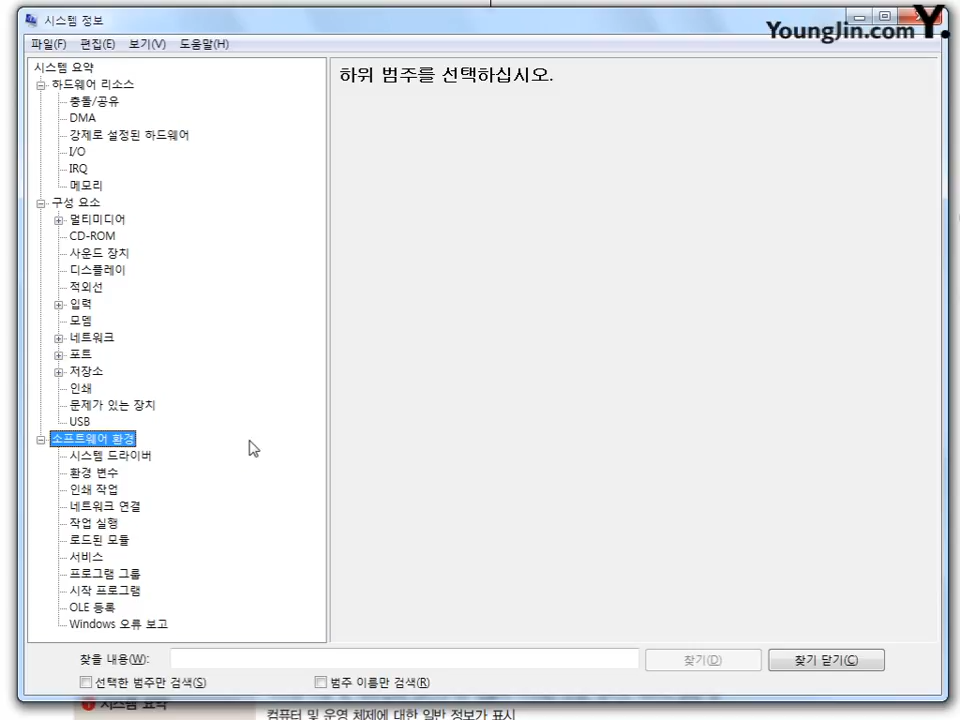 시스템 정보
YoungJin.com Y.
파일(F) 편집(E) 보기(V) 도움말(H)
시스템 요약
하드웨어 리소스
충돌/공유
DMA
강제로 설정된 하드웨어
I/O
IRQ
메모리
구성 요소
멀티미디어
CD-ROM
사운드 장치
디스플레이
적외선
입력
모뎀
네트워크
포트
저장소
인쇄
문제가 있는 장치
USB
소프트웨어 환경
시스템 드라이버
환경 변수
인쇄 작업
네트워크 연결
작업 실행
로드된 모듈
서비스
프로그램 그룹
시작 프로그램
OLE 등록
Windows 오류 보고
하위 범주를 선택하십시오.
찾을 내용(W):
찾기(D)
찾기 닫기(C)
선택한 범주만 검색(S)
범주 이름만 검색(R)
시스템 요약
컴퓨터 및 운영 체제에 대한 일반 정보가 표시